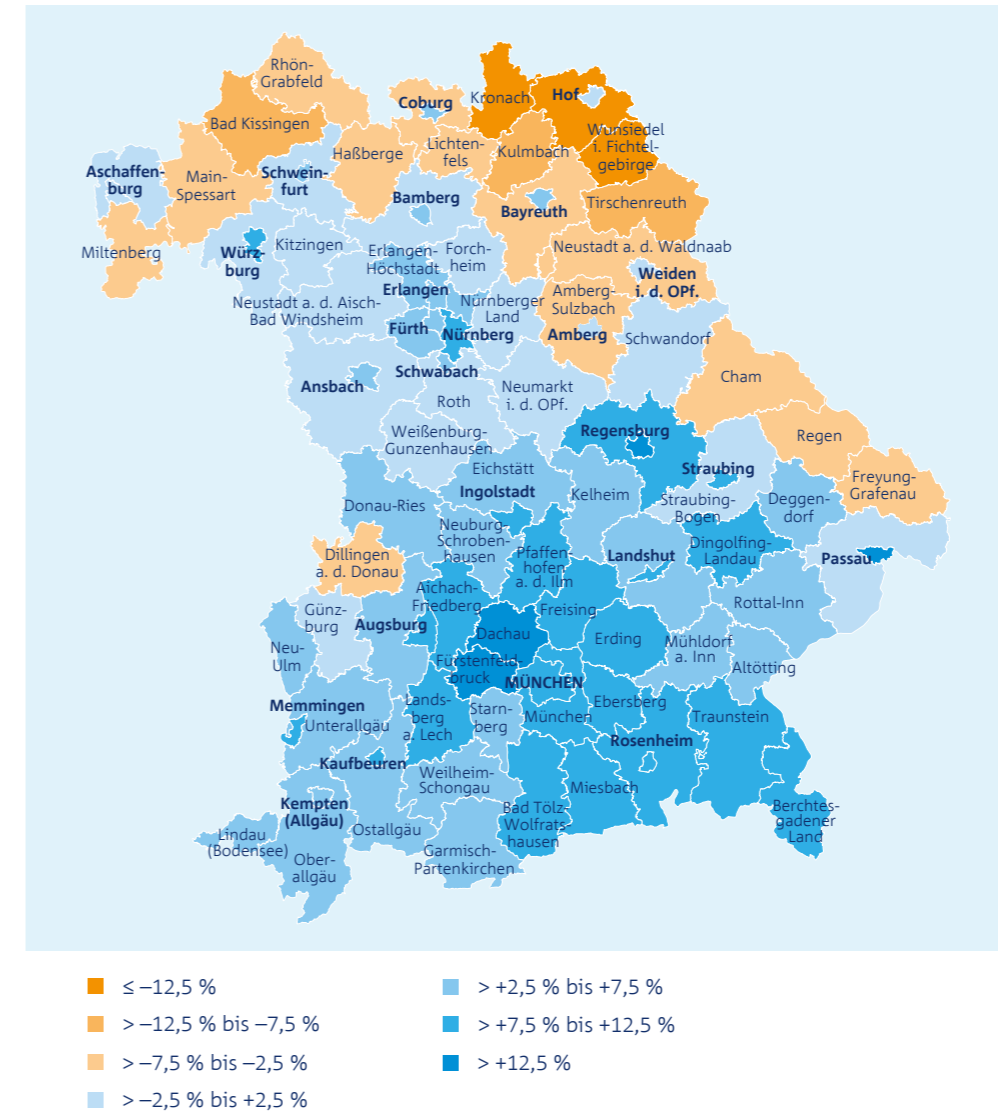 Rhön-
Grabfeld
Coburg
Kronach
Hof
Bad Kissingen
Wunsiedel
i. Fichtel-
gebirge
Haßberge
Lichten-
fels
Kulmbach
Aschaffen-
burg
Main-
Spessart
Schwein-
furt
Bamberg
Bayreuth
Tirschenreuth
Miltenberg
Würz-
burg
Kitzingen
Erlangen-
Höchstadt
Forch-
heim
Neustadt a. d. Waldnaab
Weiden
i. d. OPf.
Erlangen
Neustadt a. d. Aisch-
Bad Windsheim
Nürnberger
Land
Amberg-
Sulzbach
Fürth
Nürnberg
Amberg
Schwandorf
Ansbach
Schwabach
Roth
Neumarkt
i. d. OPf.
Cham
Weißenburg-
Gunzenhausen
Regensburg
Regen
Eichstätt
Straubing
Freyung-
Grafenau
Donau-Ries
Ingolstadt
Kelheim
Straubing-
Bogen
Deggen-
dorf
Neuburg-
Schroben-
hausen
Dillingen
a. d. Donau
Pfaffen-
hofen
a. d. Ilm
Landshut
Dingolfing-
Landau
Passau
Aichach-
Friedberg
Günz-
burg
Augsburg
Freising
Rottal-Inn
Dachau
Erding
Mühldorf
a. Inn
Altötting
Neu-
Ulm
Fürstenfeld-
bruck
MÜNCHEN
Memmingen
Unterallgäu
Lands-
berg
a. Lech
Starn-
berg
München
Ebersberg
Traunstein
Rosenheim
Kaufbeuren
Weilheim-
Schongau
Miesbach
Kempten
(Allgäu)
Bad Tölz-
Wolfrats-
hausen
Berchtes-
gadener
Land
Lindau
(Bodensee)
Ostallgäu
Ober-
allgäu
Garmisch-
Partenkirchen
≤ –12,5 %
> –12,5 % bis –7,5 %
> –7,5 % bis –2,5 %
> –2,5 % bis +2,5 %
> +2,5 % bis +7,5 %
> +7,5 % bis +12,5 %
> +12,5 %